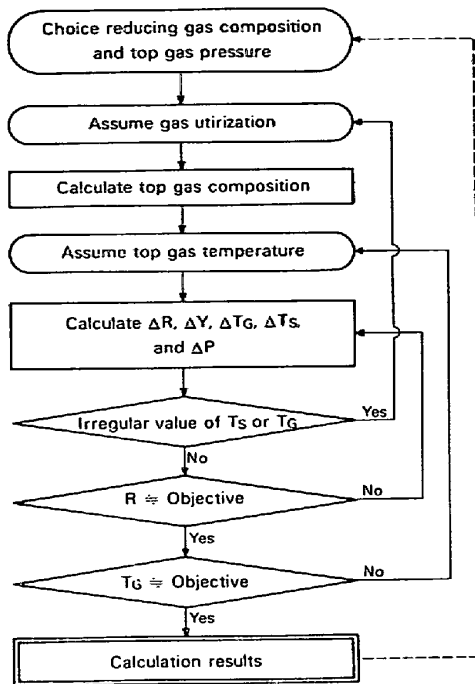 Choice reducing gas composition
and top gas pressure
Assume gas utirization
Calculate top gas composition
Assume top gas temperature
Calculate ΔR, ΔY, ΔTG, ΔTS,
and ΔP
Irregular value of TS or TG
Yes
No
R ≒ Objective
No
Yes
TG ≒ Objective
No
Yes
Calculation results